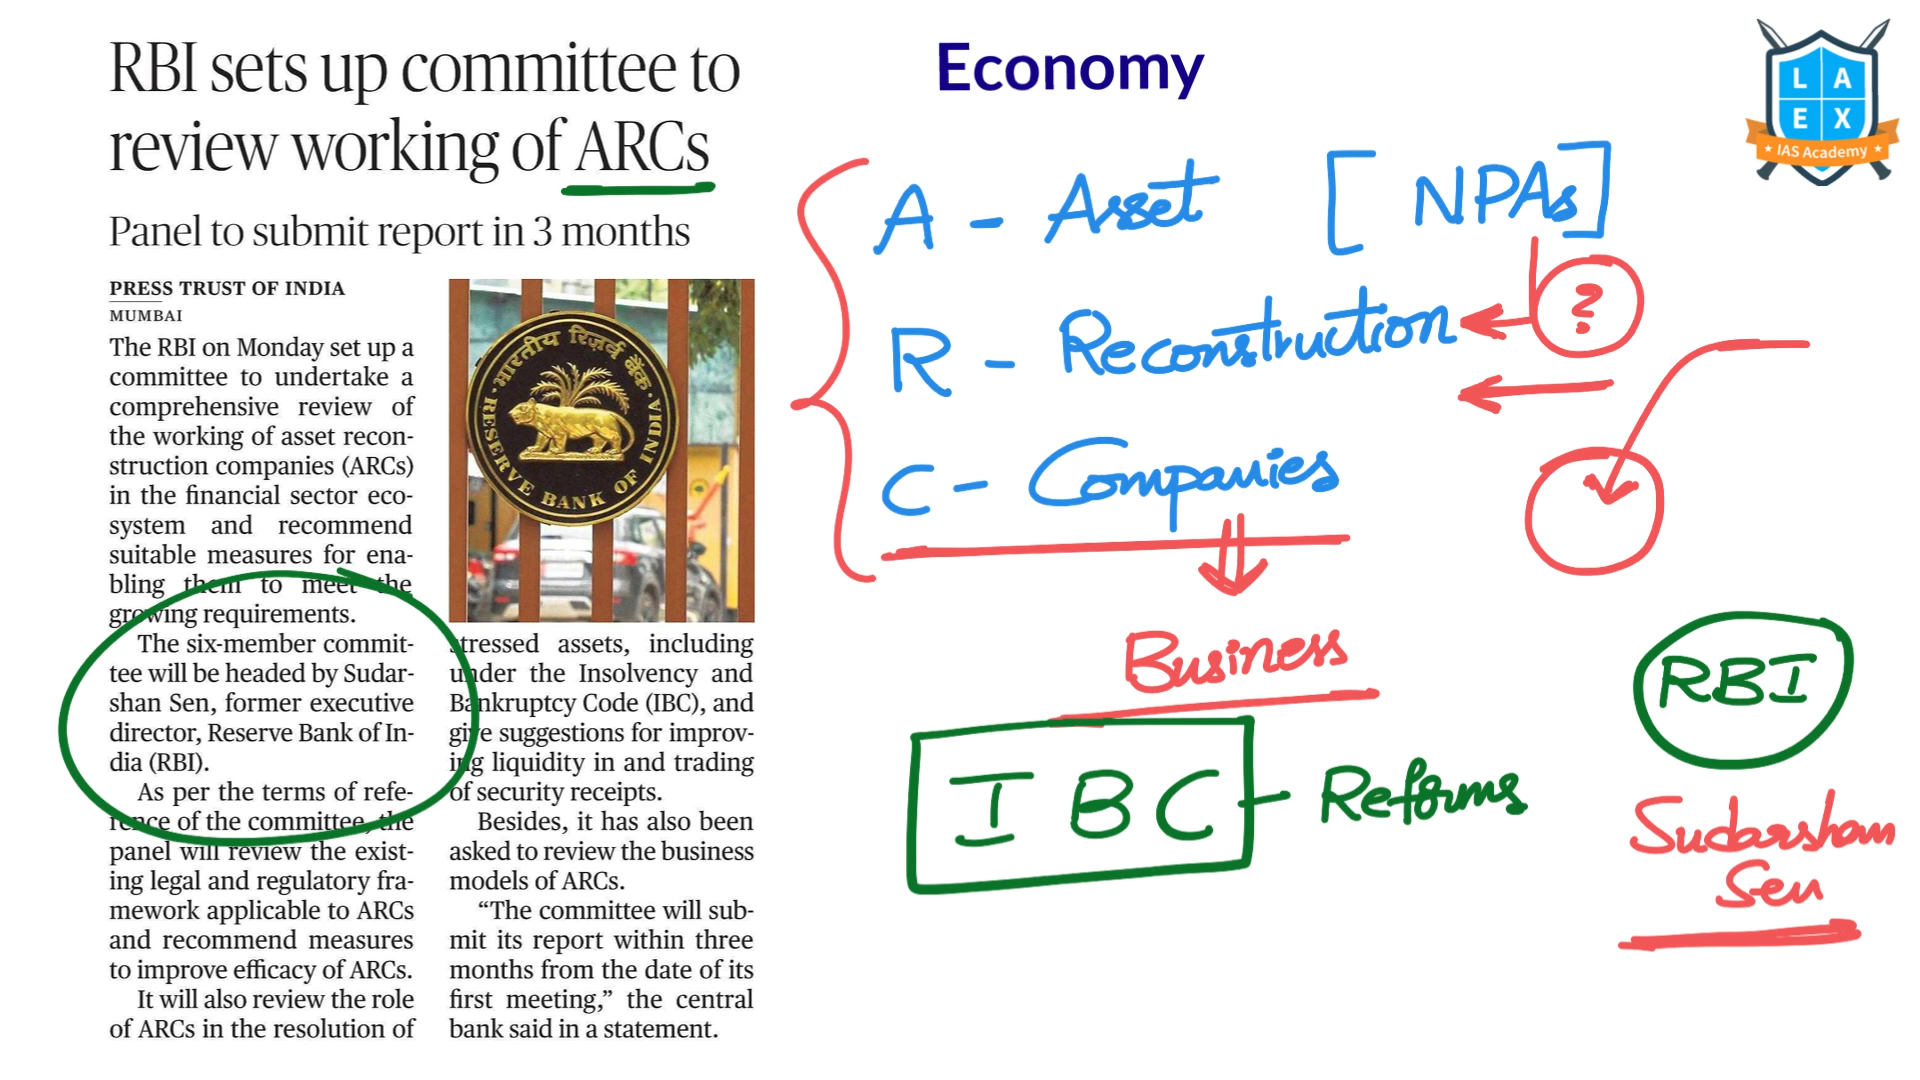 RBI sets up committee to
review working of ARCs
Panel to submit report in 3 months
PRESS TRUST OF INDIA
MUMBAI
The RBI on Monday set up a
committee to undertake a
comprehensive review of
the working of asset recon-
struction companies (ARCs)
in the financial sector eco-
system and recommend
suitable measures for ena-
bling them to meet the
growing requirements.
The six-member commit-
tee will be headed by Sudar-
shan Sen, former executive
director, Reserve Bank of In-
dia (RBI).
As per the terms of refe-
rence of the committee, the
panel will review the exist-
ing legal and regulatory fra-
mework applicable to ARCs
and recommend measures
to improve efficacy of ARCs.
It will also review the role
of ARCs in the resolution of
भारतीय रिज़र्व बैंक
RESERVE BANK OF INDIA
stressed assets, including
under the Insolvency and
Bankruptcy Code (IBC), and
give suggestions for improv-
ing liquidity in and trading
of security receipts.
Besides, it has also been
asked to review the business
models of ARCs.
“The committee will sub-
mit its report within three
months from the date of its
first meeting,” the central
bank said in a statement.
Economy
A - Asset [NPAs]
R - Reconstruction ?
C - Companies
Business
IBC - Reforms
RBI
Sudarshan
Sen
L A
E X
IAS Academy